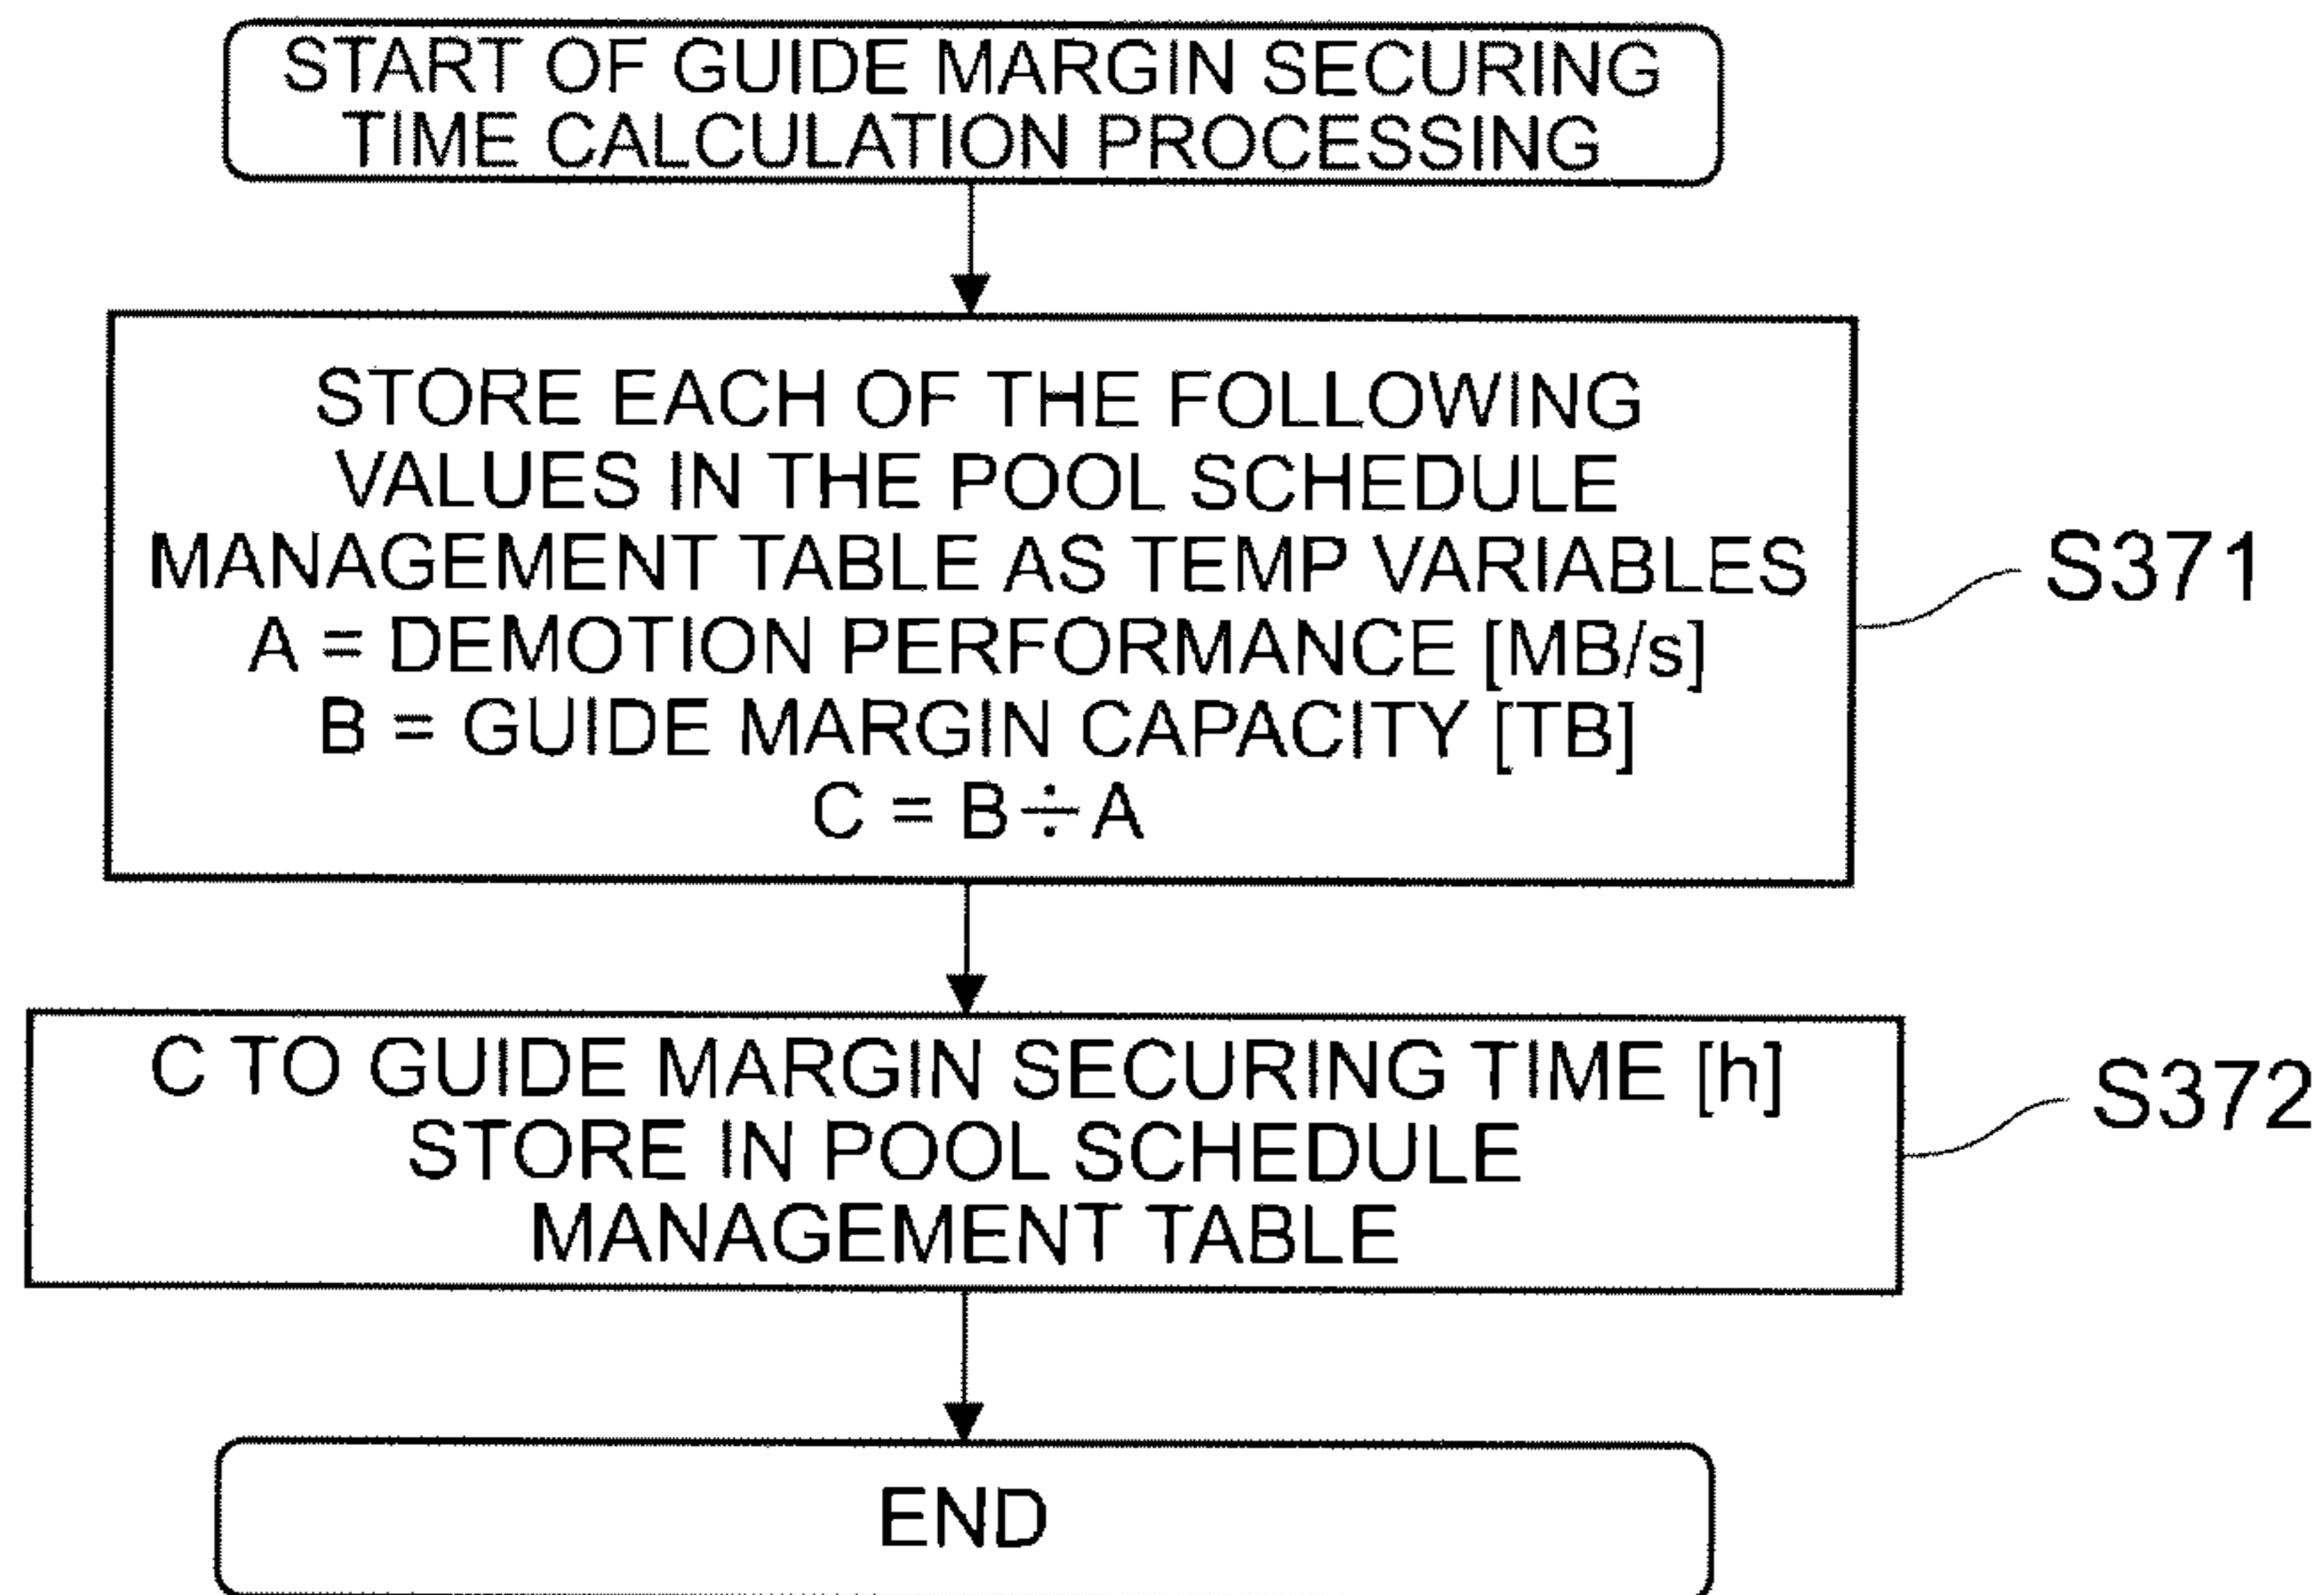 START OF GUIDE MARGIN SECURING
TIME CALCULATION PROCESSING
STORE EACH OF THE FOLLOWING
VALUES IN THE POOL SCHEDULE
MANAGEMENT TABLE AS TEMP VARIABLES
A = DEMOTION PERFORMANCE [MB/s]
B = GUIDE MARGIN CAPACITY [TB]
C = B÷A
S371
C TO GUIDE MARGIN SECURING TIME [h]
STORE IN POOL SCHEDULE
MANAGEMENT TABLE
S372
END